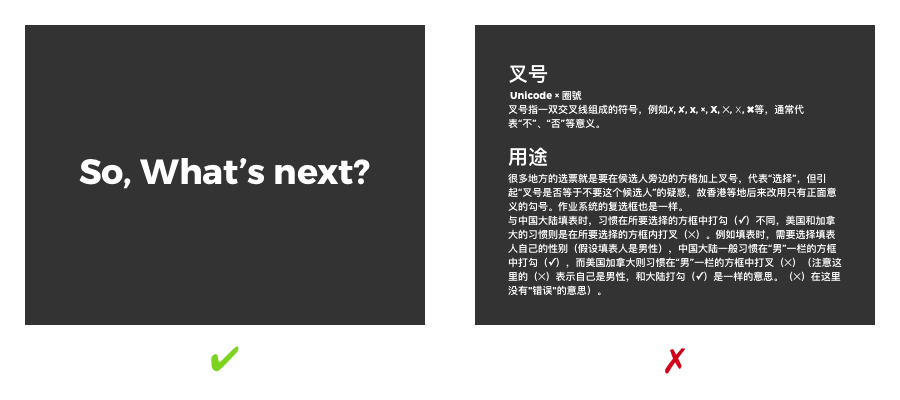 So, What’s next?
叉号
Unicode × 圈號
叉号指一双交叉线组成的符号，例如✗, ✘, x, ×, X, ╳, ☓, ✖等，通常代
表“不”、“否”等意义。
用途
很多地方的选票就是要在侯选人旁边的方格加上叉号，代表“选择”，但引
起“叉号是否等于不要这个候选人”的疑惑，故香港等地后来改用只有正面意
义的勾号。作业系统的复选框也是一样。
与中国大陆填表时，习惯在所要选择的方框中打勾（✓）不同，美国和加拿
大的习惯则是在所要选择的方框内打叉（╳）。例如填表时，需要选择填表
人自己的性别（假设填表人是男性），中国大陆一般习惯在“男”一栏的方框
中打勾（✓），而美国加拿大则习惯在“男”一栏的方框中打叉（╳）（注意这
里的（╳）表示自己是男性，和大陆打勾（✓）是一样的意思。（╳）在这里
没有"错误"的意思）。
✔
✗